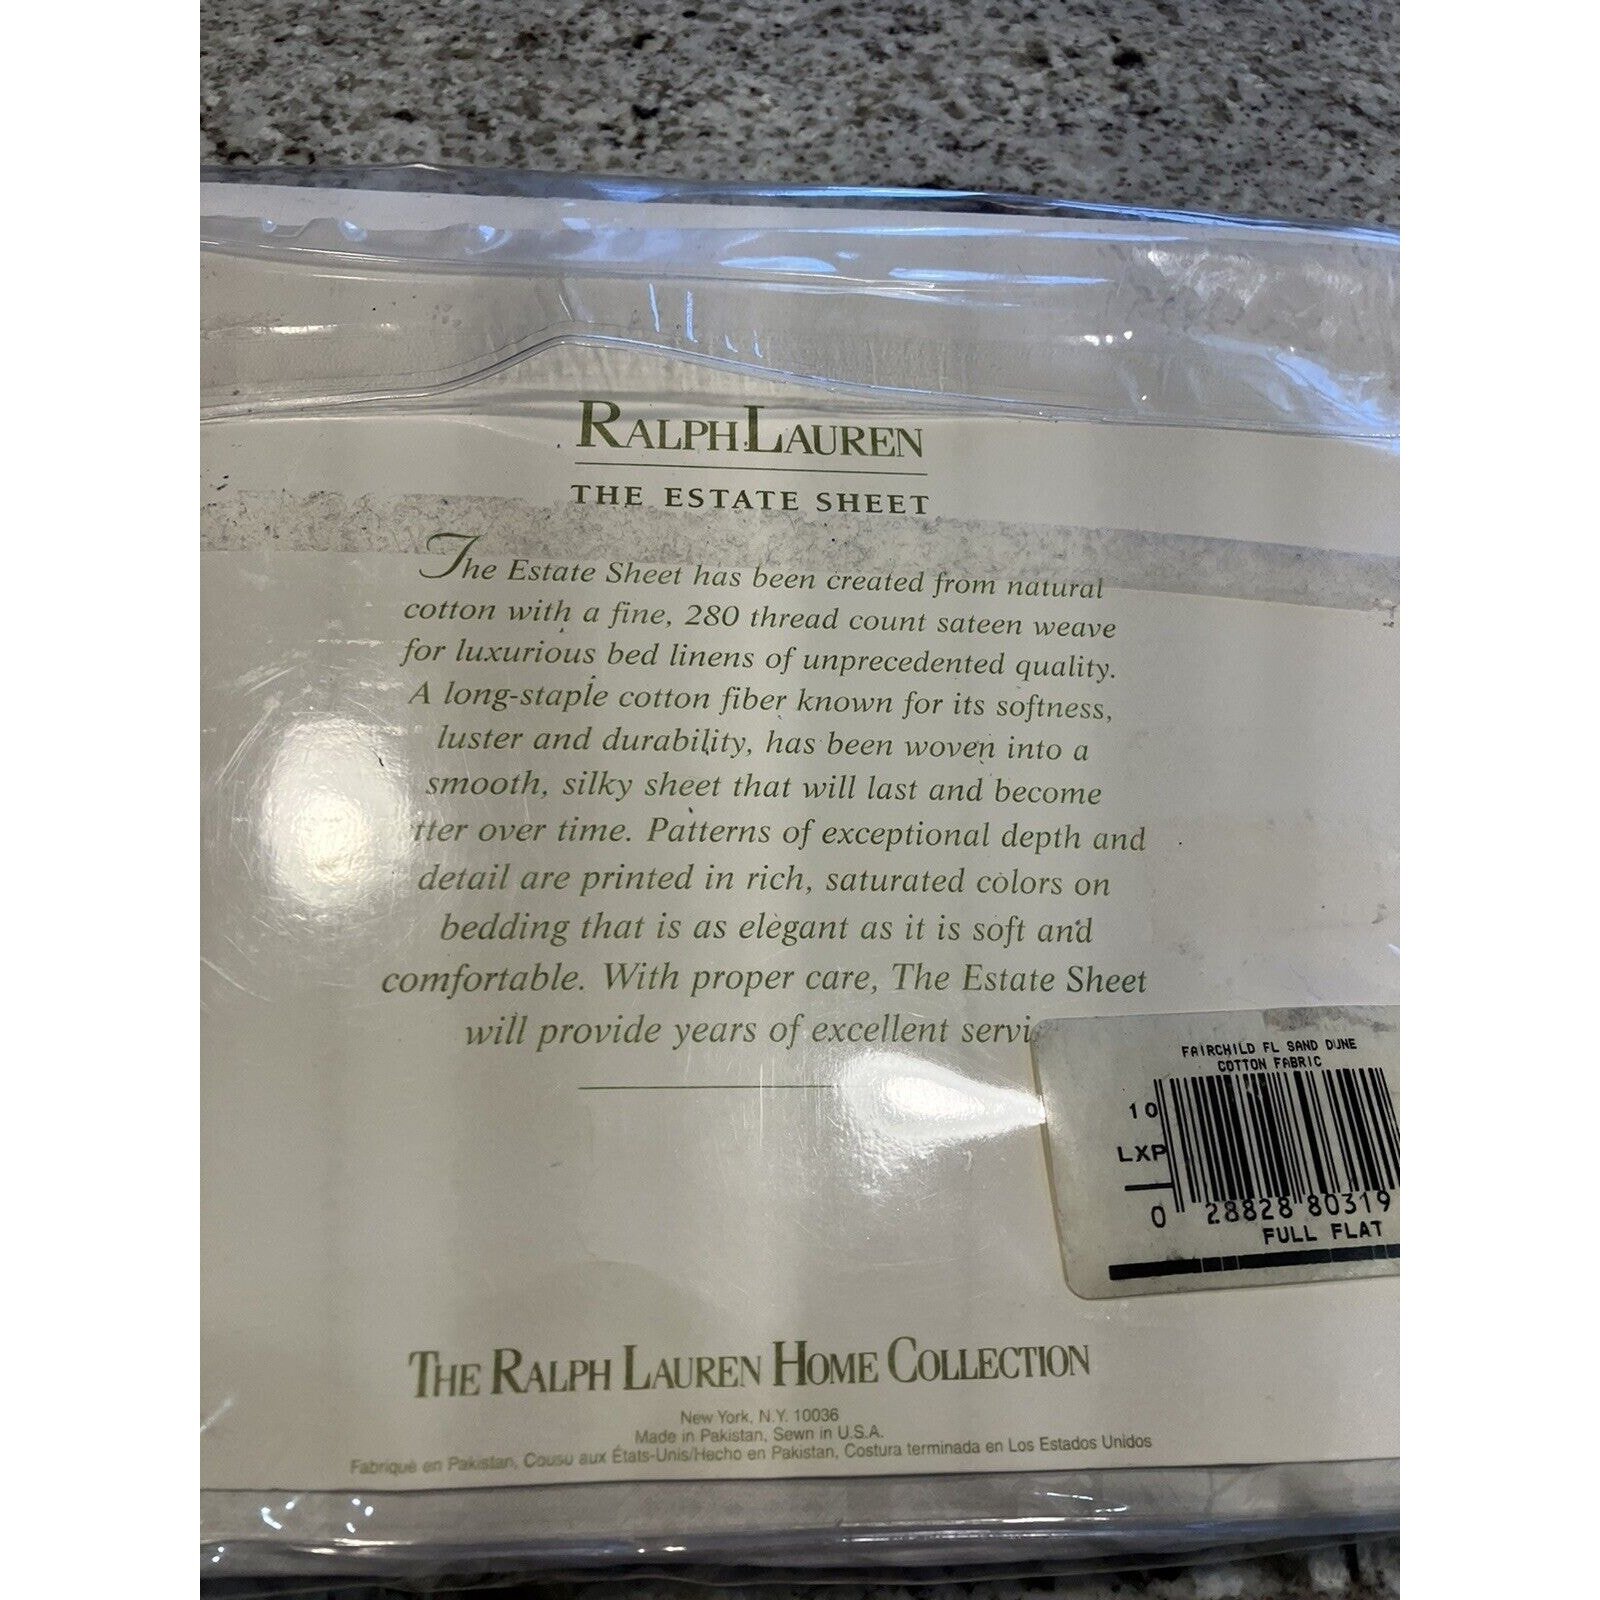 RALPH LAUREN
THE ESTATE SHEET
The Estate Sheet has been created from natural
cotton with a fine, 280 thread count sateen weave
for luxurious bed linens of unprecedented quality.
A long-staple cotton fiber known for its softness,
luster and durability, has been woven into a
smooth, silky sheet that will last and become
over time. Patterns of exceptional depth and
detail are printed in rich, saturated colors on
bedding that is as elegant as it is soft and
comfortable. With proper care, The Estate Sheet
will provide years of excellent
FAIRCHILD FL SAND DUNE
COTTON FABRIC
10
LXP
0 28828 80319
FULL FLAT
THE RALPH LAUREN HOME COLLECTION
New York, N.Y. 10036
Made in Pakistan, Sewn in U.S.A.
Fabriqué en Pakistan, Cousu aux États-Unis/Hecho en Pakistan, Costura terminada en Los Estados Unidos